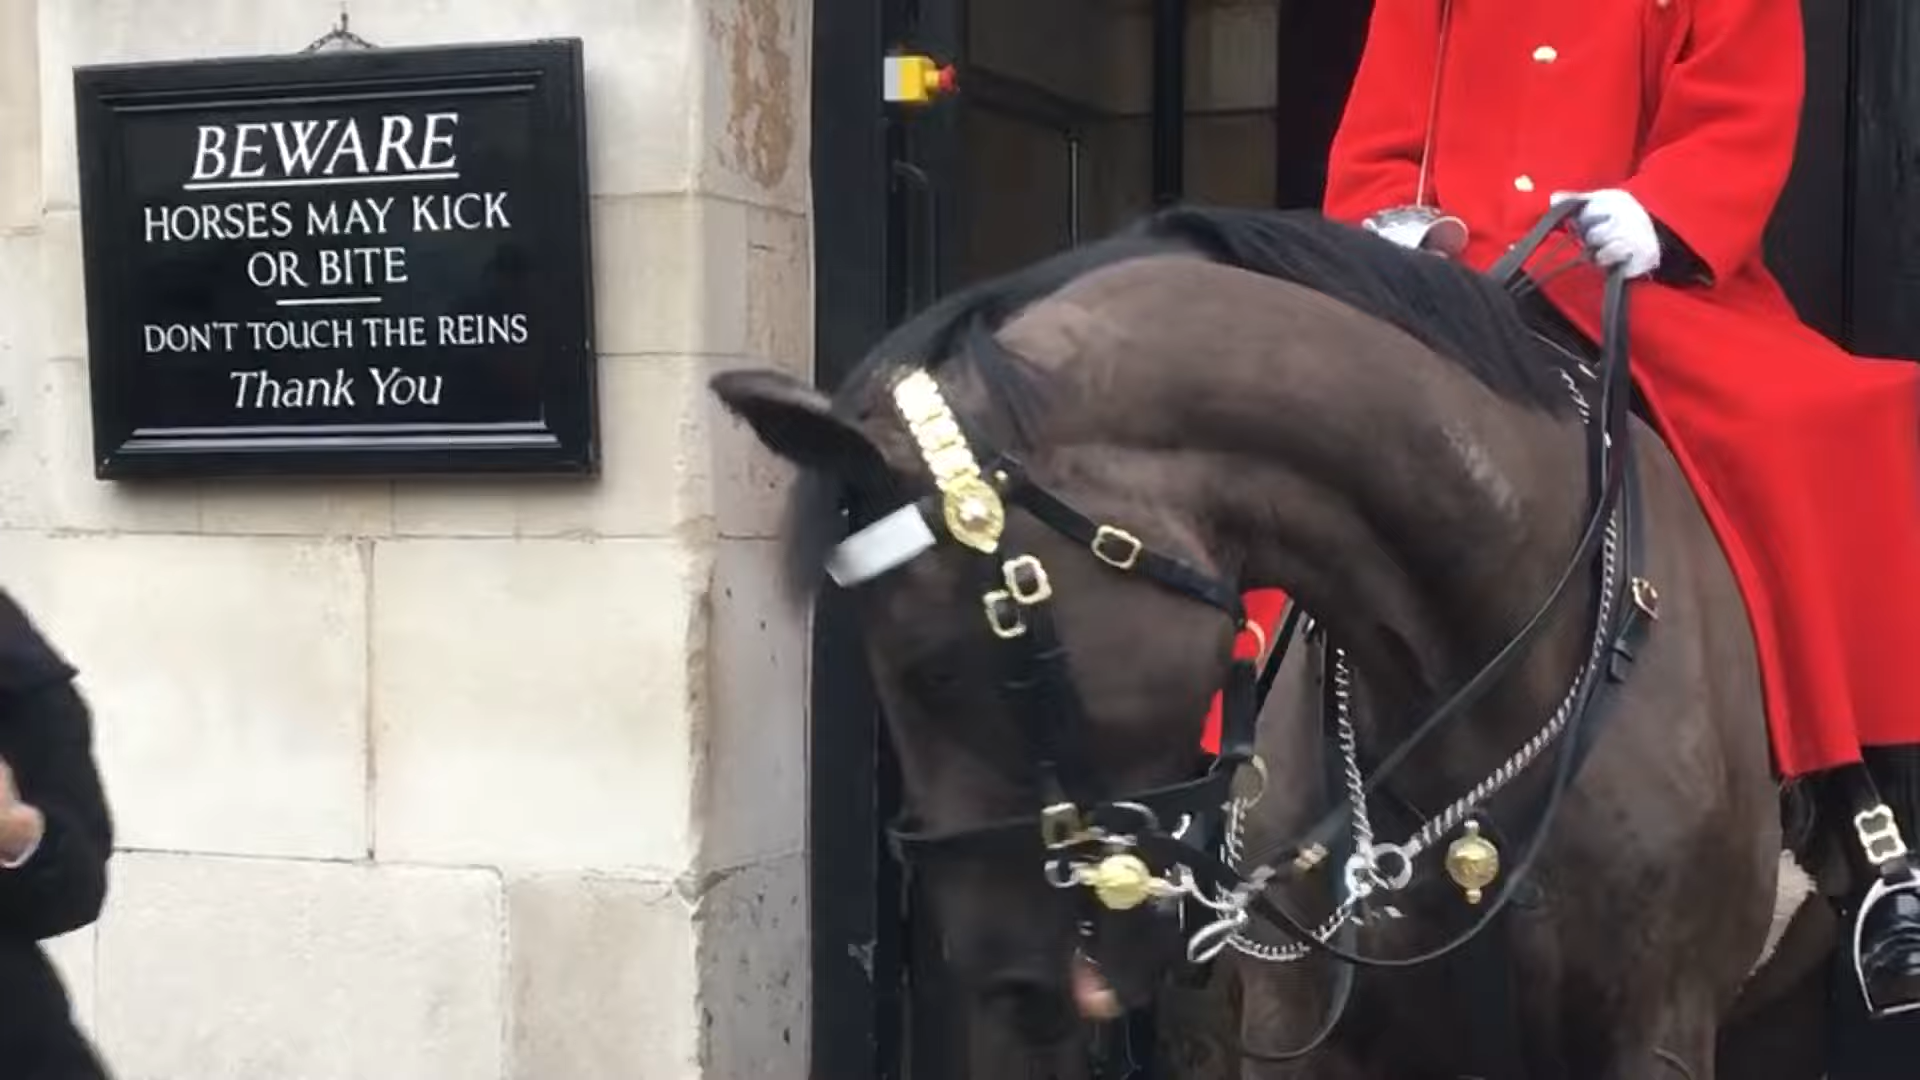 BEWARE
HORSES MAY KICK
OR BITE
DON'T TOUCH THE REINS
Thank You